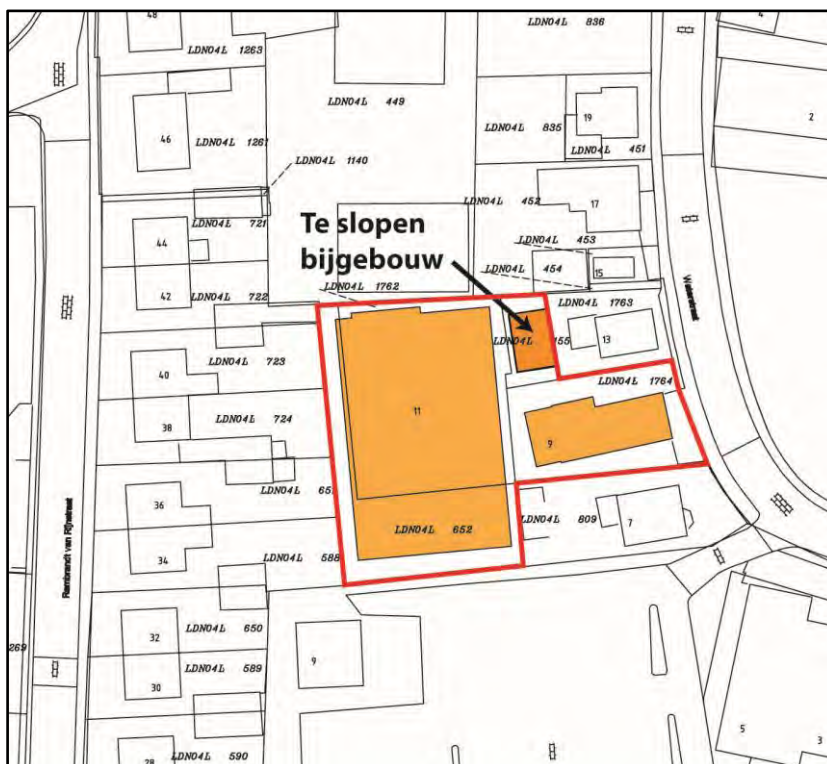 48
LDN04L 1263
LDN04L 836
4
LDN04L 449
46
LDN04L 1261
LDN04L 835
19
2
LDN04L 451
LDN04L 1140
LDN04L 452
17
LDN04L 721
Te slopen
bijgebouw
44
LDN04L 453
LDN04L 454
15
42
LDN04L 722
LDN04L 1762
LDN04L 1763
Waterstraat
LDN04L 155
13
40
LDN04L 723
LDN04L 1764
11
38
LDN04L 724
9
LDN04L 651
36
LDN04L 652
LDN04L 809
7
Rembrandt van Rijnstraat
34
LDN04L 588
32
LDN04L 650
269
9
30
LDN04L 589
5
3
28
LDN04L 590